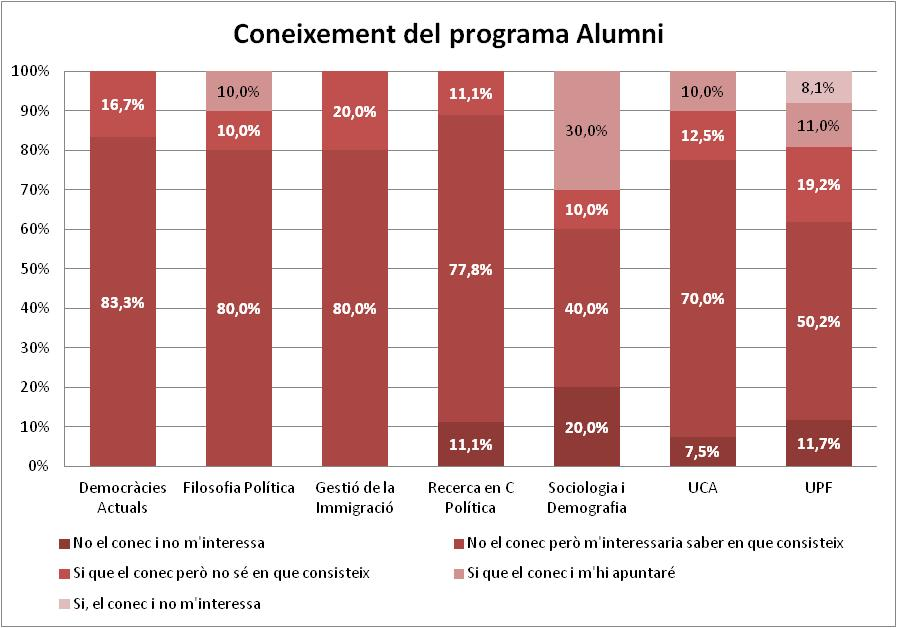 Coneixement del programa Alumni
100%
90%
80%
70%
60%
50%
40%
30%
20%
10%
0%
16,7%
83,3%
10,0%
10,0%
80,0%
20,0%
80,0%
11,1%
77,8%
11,1%
30,0%
10,0%
40,0%
20,0%
10,0%
12,5%
70,0%
7,5%
8,1%
11,0%
19,2%
50,2%
11,7%
Democràcies
Actuals
Filosofia Política
Gestió de la
Immigració
Recerca en C
Política
Sociologia i
Demografia
UCA
UPF
No el conec i no m'interessa
No el conec però m'interessaria saber en que consisteix
Si que el conec però no sé en que consisteix
Si que el conec i m'hi apuntaré
Si, el conec i no m'interessa